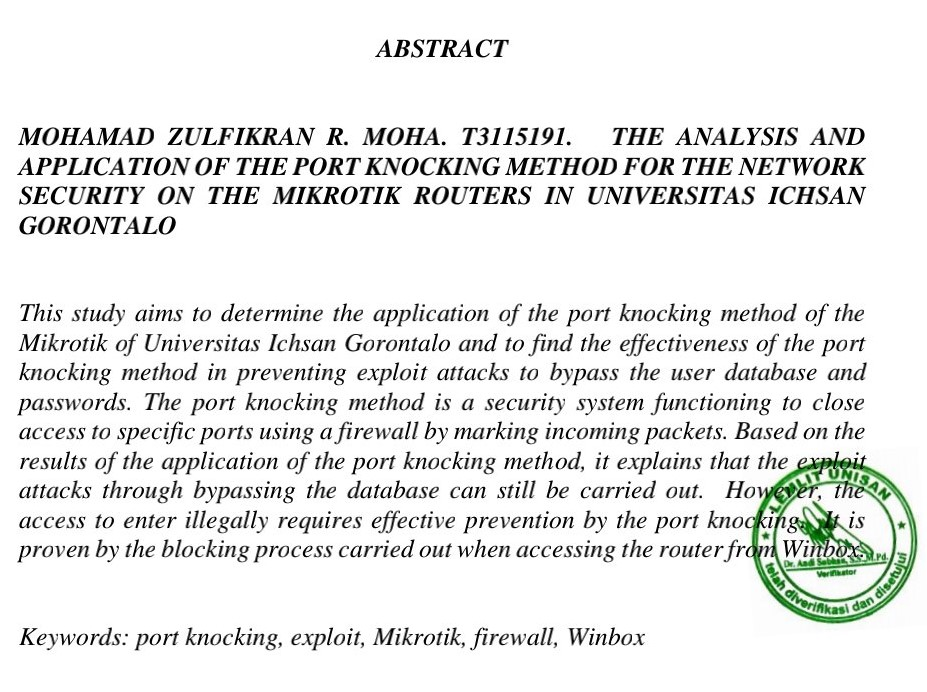 ABSTRACT
MOHAMAD ZULFIKRAN R. MOHA. T3115191. THE ANALYSIS AND
APPLICATION OF THE PORT KNOCKING METHOD FOR THE NETWORK
SECURITY ON THE MIKROTIK ROUTERS IN UNIVERSITAS ICHSAN
GORONTALO
This study aims to determine the application of the port knocking method of the
Mikrotik of Universitas Ichsan Gorontalo and to find the effectiveness of the port
knocking method in preventing exploit attacks to bypass the user database and
passwords. The port knocking method is a security system functioning to close
access to specific ports using a firewall by marking incoming packets. Based on the
results of the application of the port knocking method, it explains that the exploit
attacks through bypassing the database can still be carried out. However, the
access to enter illegally requires effective prevention by the port knocking. It is
proven by the blocking process carried out when accessing the router from Winbox.
LEMLIT UNISAN
Dr. Andi
Verifikator
telah diverifikasi dan disetujui
Keywords: port knocking, exploit, Mikrotik, firewall, Winbox